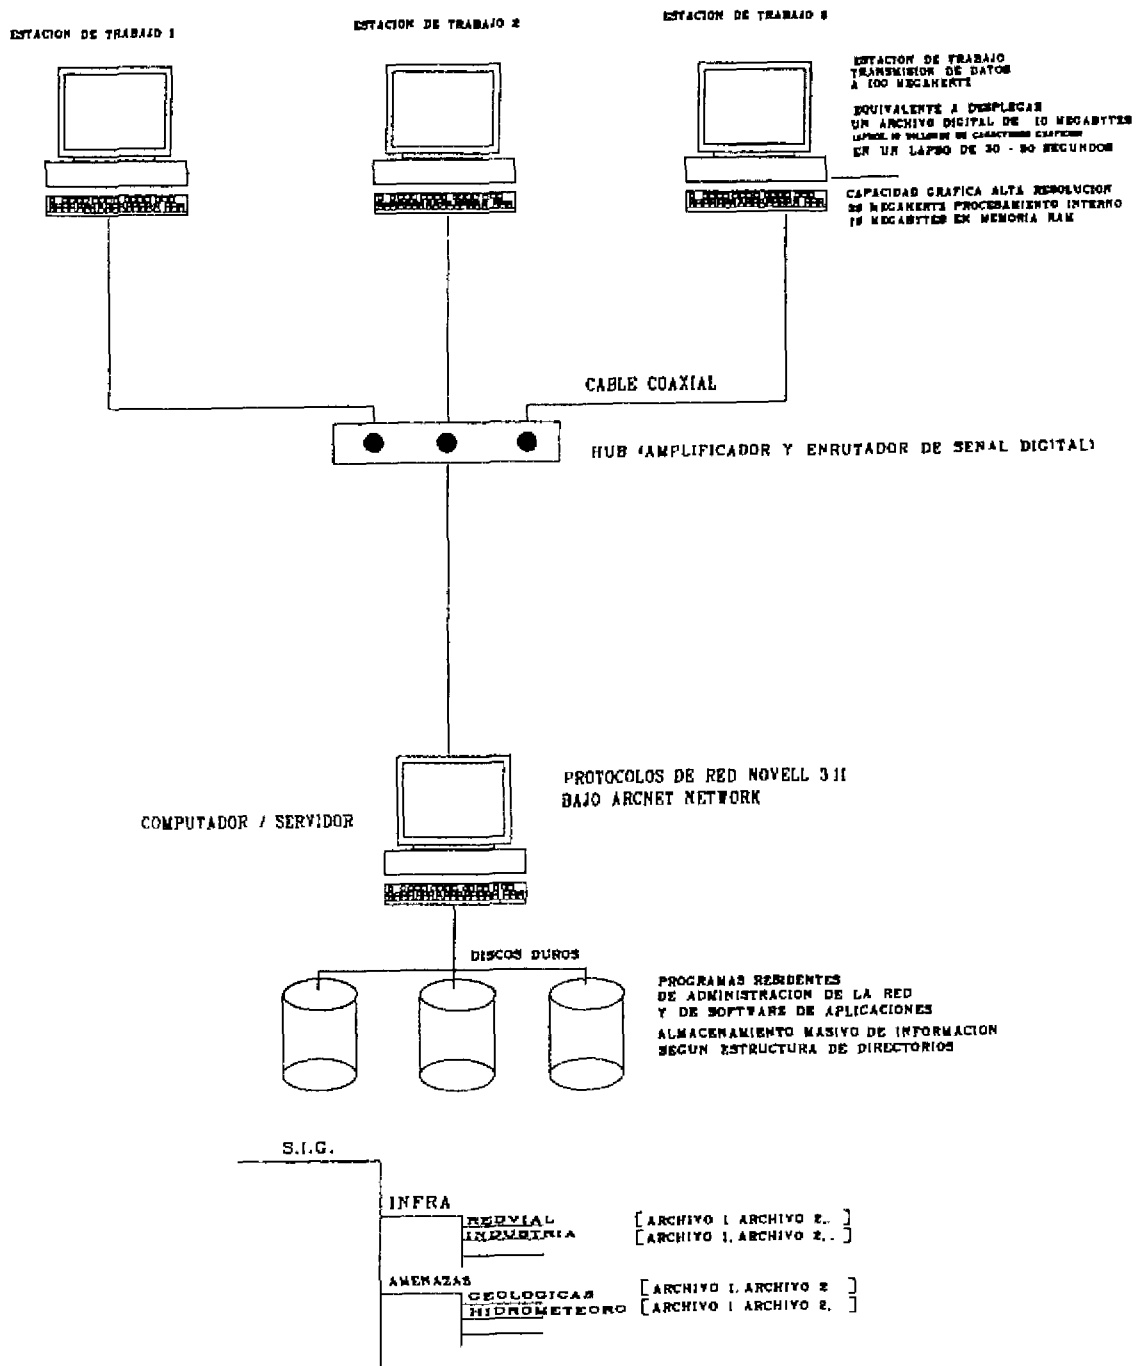 ESTACION DE TRABAJO 1
ESTACION DE TRABAJO 2
ESTACION DE TRABAJO 3
ESTACION DE TRABAJO
TRANSMISION DE DATOS
A 100 MEGAHERTZ
EQUIVALENTE A DESPLEGAR
UN ARCHIVO DIGITAL DE 10 MEGABYTES
DE CARACTERES
EN UN LAPSO DE 20 - 30 SEGUNDOS
CAPACIDAD GRAFICA ALTA RESOLUCION
MEGAHERTZ PROCESAMIENTO INTERNO
MEGABYTES EN MEMORIA RAM
CABLE COAXIAL
HUB (AMPLIFICADOR Y ENRUTADOR DE SENAL DIGITAL)
PROTOCOLOS DE RED NOVELL 3.11
BAJO ARCNET NETWORK
COMPUTADOR / SERVIDOR
DISCOS DUROS
PROGRAMAS RESIDENTES
DE ADMINISTRACION DE LA RED
Y DE SOFTWARE DE APLICACIONES
ALMACENAMIENTO MASIVO DE INFORMACION
SEGUN ESTRUCTURA DE DIRECTORIOS
S.I.G.
INFRA
REDVIAL [ARCHIVO 1, ARCHIVO 2,. ]
INDUSTRIA [ARCHIVO 1, ARCHIVO 2,. ]
AMENAZAS
GEOLOGICAS [ARCHIVO 1, ARCHIVO 2 ]
HIDROMETEORO [ARCHIVO 1 ARCHIVO 2, ]